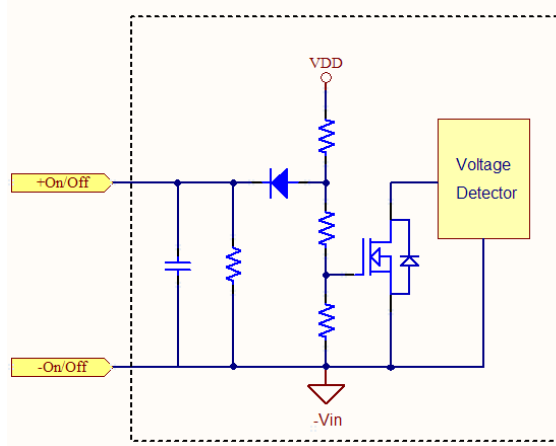 VDD
+On/Off
Voltage
Detector
-On/Off
-Vin